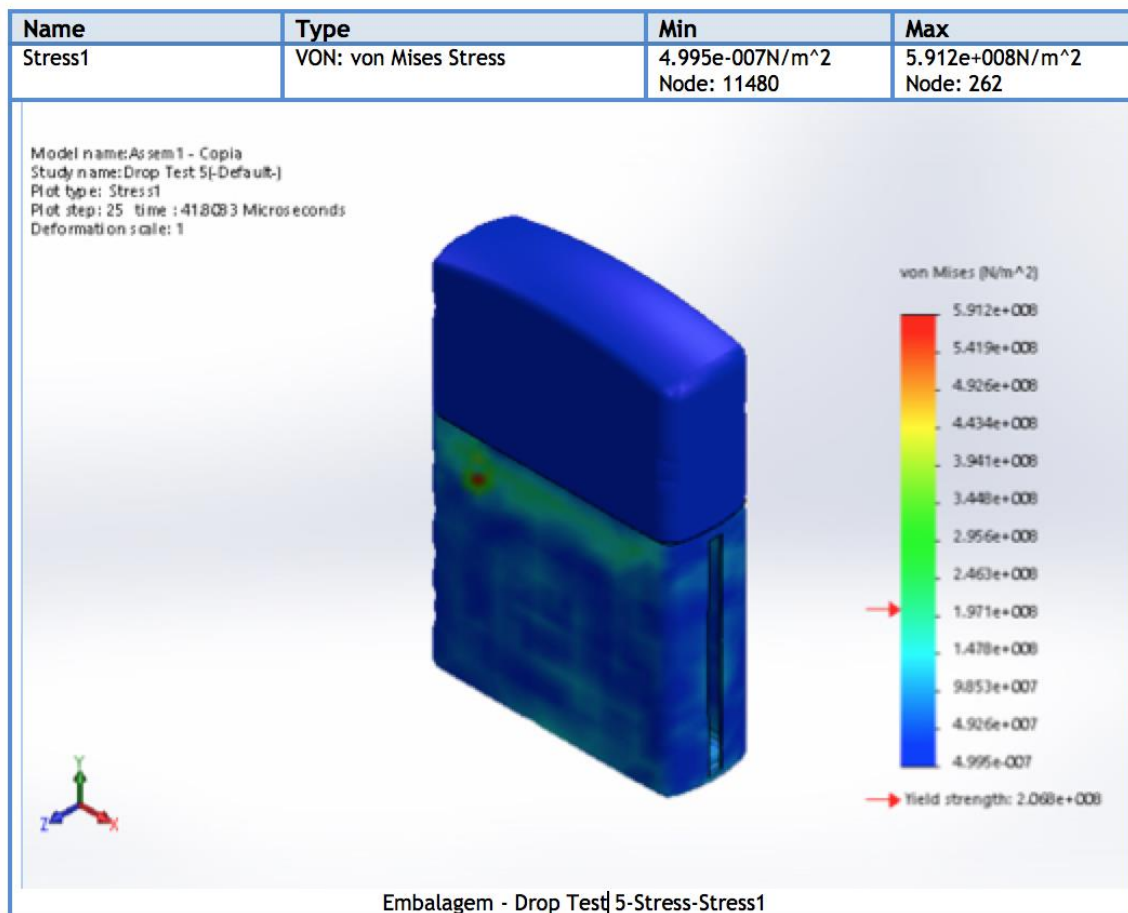 Name Type Min Max
Stress1 VON: von Mises Stress 4.995e-007N/m^2 5.912e+008N/m^2
Node: 11480 Node: 262
Model name:Assem1 - Copia
Study name:Drop Test 5(-Default-)
Plot type: Stress1
Plot step: 25 time : 41.8083 Microseconds
Deformation scale: 1
von Mises (N/m^2)
5.912e+008
5.419e+008
4.926e+008
4.434e+008
3.941e+008
3.448e+008
2.956e+008
2.463e+008
1.971e+008
1.478e+008
9.853e+007
4.926e+007
4.995e-007
Yield strength: 2.068e+008
Y
Z X
Embalagem - Drop Test 5-Stress-Stress1